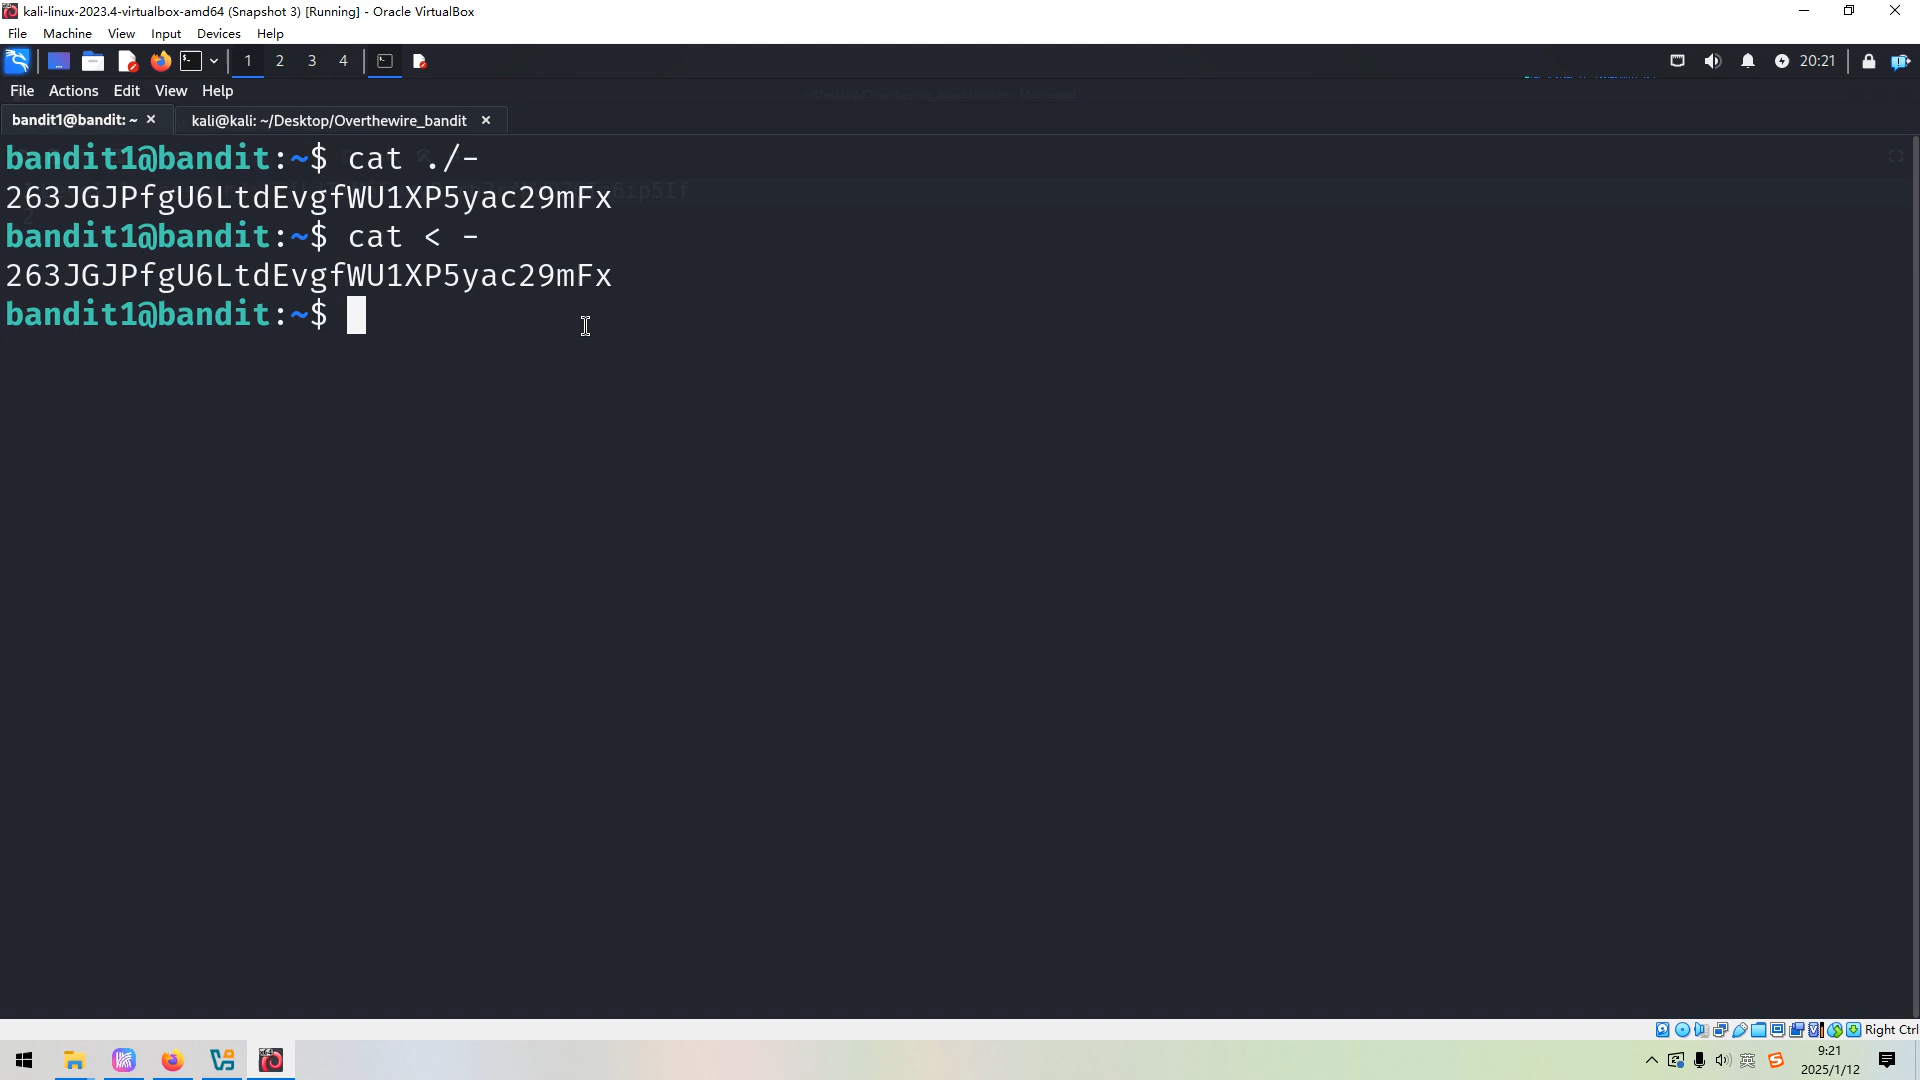 kali-linux-2023.4-virtualbox-amd64 (Snapshot 3) [Running] - Oracle VirtualBox
File Machine View Input Devices Help
1 2 3 4 20:21
File Actions Edit View Help
bandit1@bandit: ~ × kali@kali: ~/Desktop/Overthewire_bandit ×
bandit1@bandit:~$ cat ./-
263JGJPfgU6LtdEvgfWU1XP5yac29mFx
bandit1@bandit:~$ cat < -
263JGJPfgU6LtdEvgfWU1XP5yac29mFx
bandit1@bandit:~$
Right Ctrl
英 9:21
2025/1/12